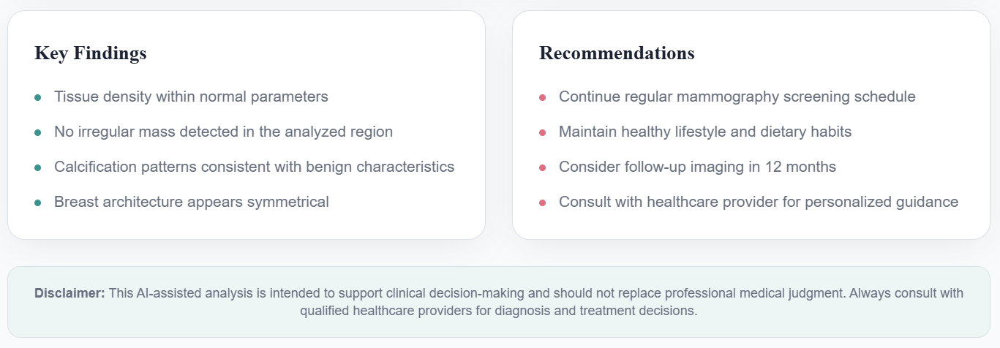 Key Findings
Tissue density within normal parameters
No irregular mass detected in the analyzed region
Calcification patterns consistent with benign characteristics
Breast architecture appears symmetrical
Recommendations
Continue regular mammography screening schedule
Maintain healthy lifestyle and dietary habits
Consider follow-up imaging in 12 months
Consult with healthcare provider for personalized guidance
Disclaimer: This AI-assisted analysis is intended to support clinical decision-making and should not replace professional medical judgment. Always consult with
qualified healthcare providers for diagnosis and treatment decisions.